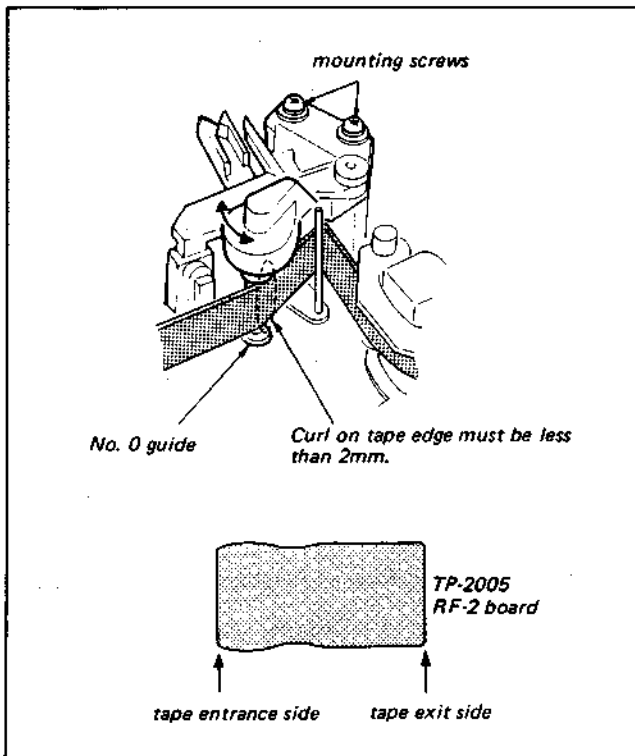 mounting screws
No. 0 guide
Curl on tape edge must be less
than 2mm.
TP-2005
RF-2 board
tape entrance side
tape exit side